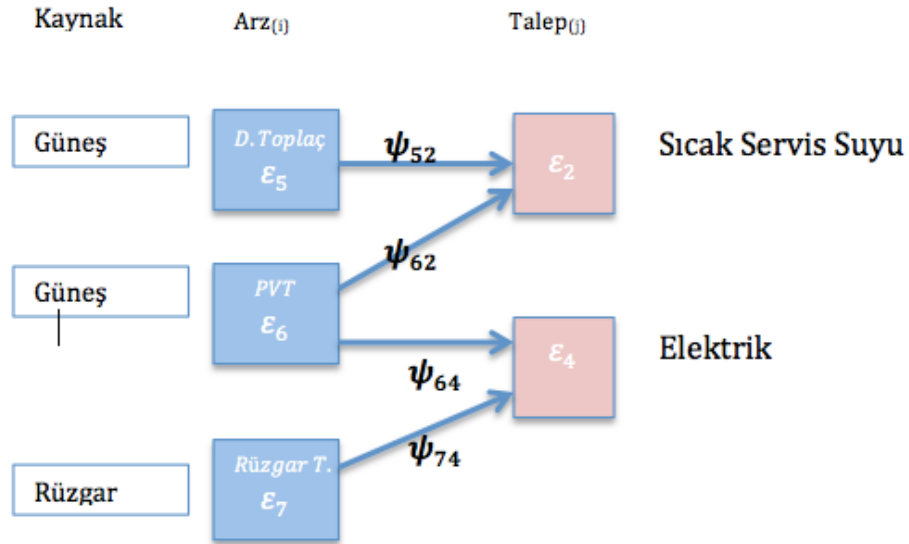 Kaynak Arz(i) Talep(j)
Güneş D.Toplaç ψ52 Sıcak Servis Suyu
ε5 ε2
ψ62
Güneş PVT
ε6 ε4 Elektrik
ψ64
ψ74
Rüzgar Rüzgar T.
ε7